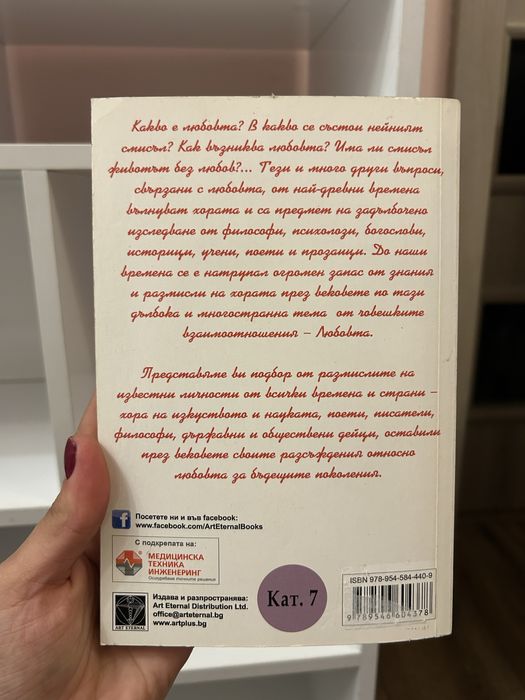 Какво е любовта? В какво се състои нейният
смисъл? Как възниква любовта? Има ли смисъл
животът без любов?... Тези и много други въпроси,
свързани с любовта, от най-древни времена
вълнуват хората и са предмет на задълбочено
изследване от философи, психолози, богослови,
историци, учени, поети и прозаици. До наши
времена се е натрупал огромен запас от знания
и размисли на хората през вековете по тази
дълбока и многостранна тема от човешките
взаимоотношения – Любовта.
Представяме ви подбор от размислите на
известни личности от всички времена и страни –
хора на изкуството и науката, поети, писатели,
философи, държавни и обществени дейци, оставили
през вековете своите разсъждения относно
любовта за бъдещите поколения.
Посетете ни и във facebook:
www.facebook.com/ArtEternalBooks
С подкрепата на:
МЕДИЦИНСКА
ТЕХНИКА
ИНЖЕНЕРИНГ
Осигуряваме точните решения
Издава и разпространява:
Art Eternal Distribution Ltd.
office@arteternal.bg
www.artplus.bg
ART ETERNAL
Кат. 7
ISBN 978-954-584-440-9
9 789546 604378